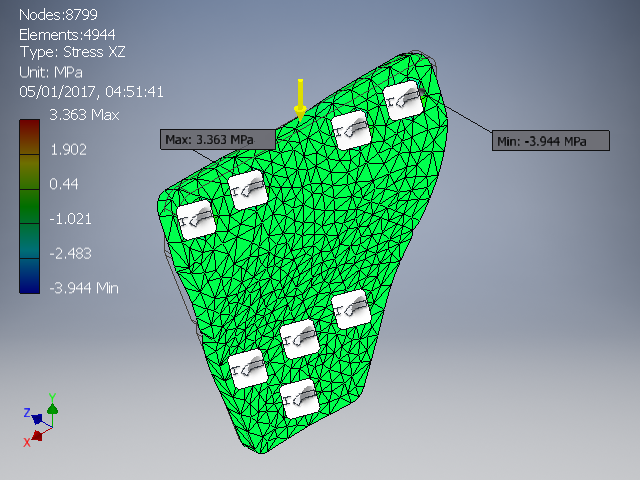 Nodes:8799
Elements:4944
Type: Stress XZ
Unit: MPa
05/01/2017, 04:51:41
3.363 Max
1.902
0.44
-1.021
-2.483
-3.944 Min
Max: 3.363 MPa
Min: -3.944 MPa
Y
Z
X